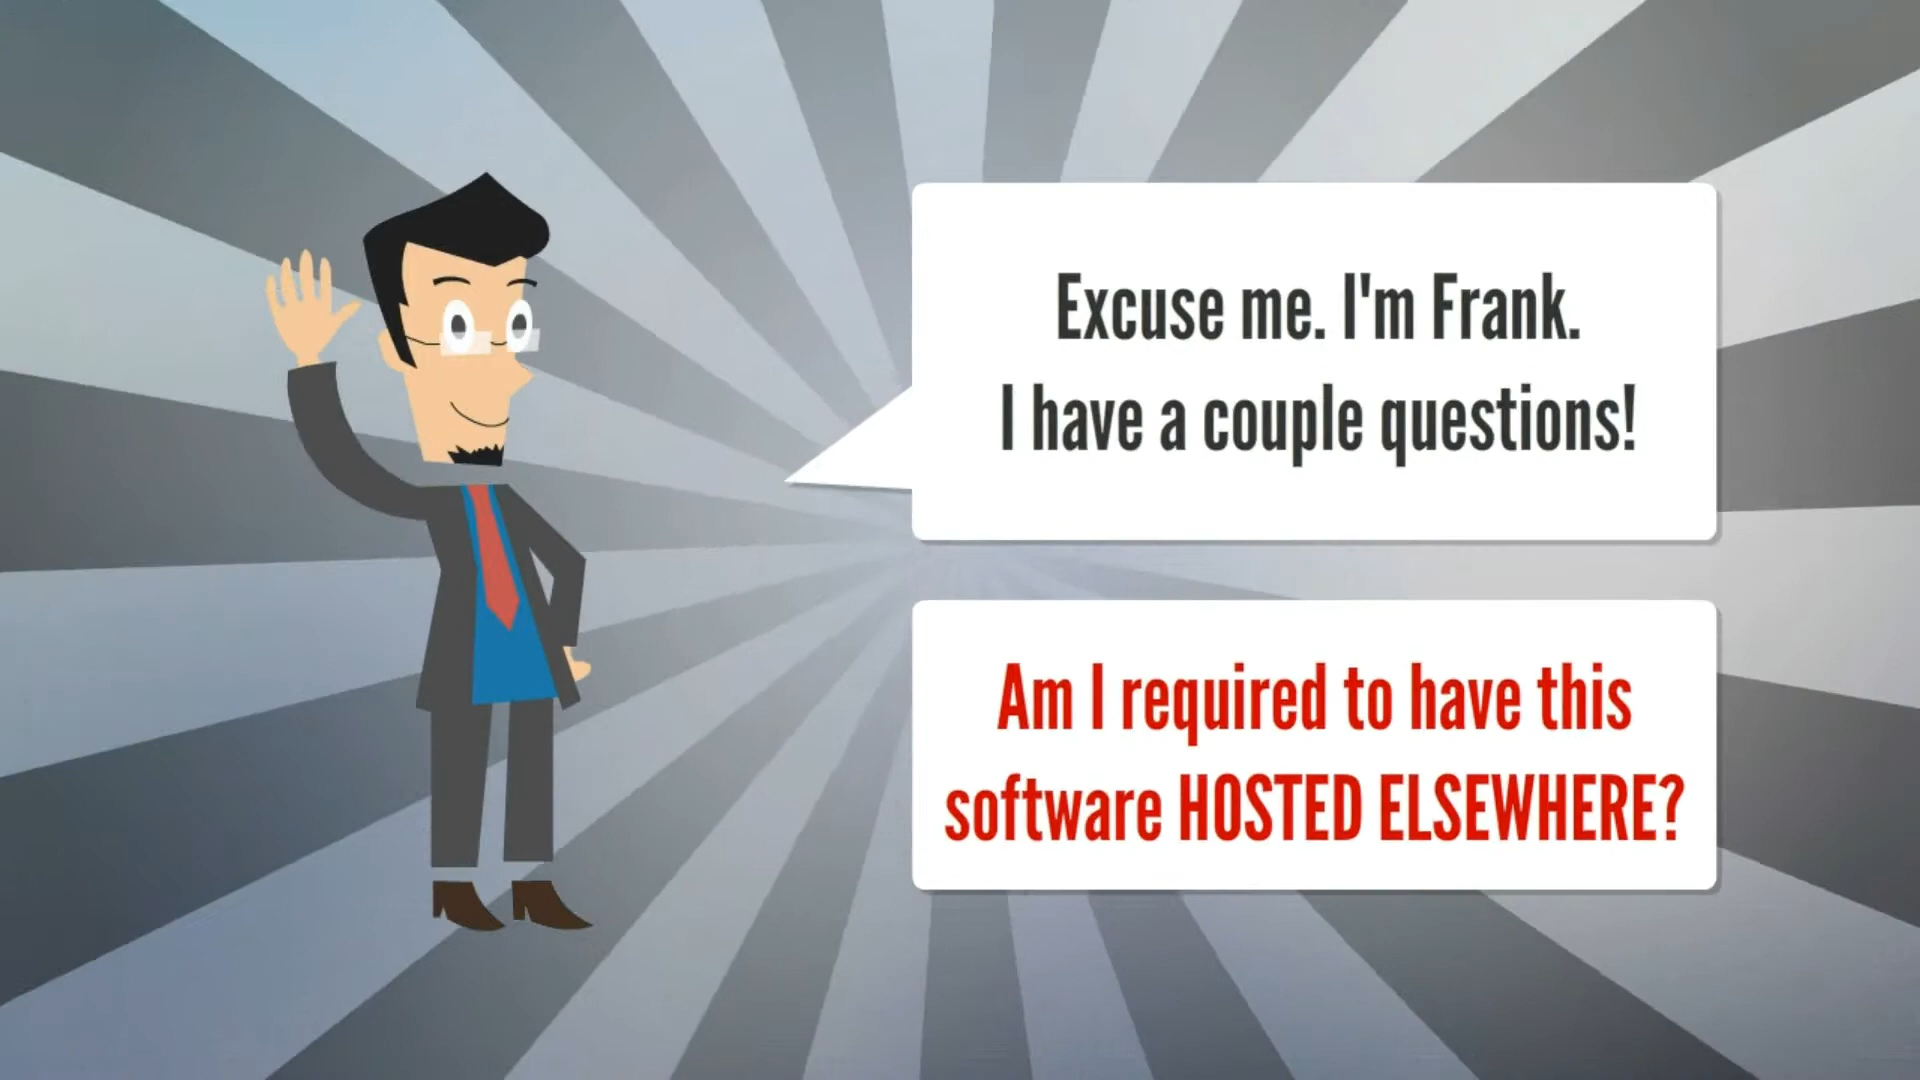 Excuse me. I'm Frank.
I have a couple questions!
Am I required to have this
software HOSTED ELSEWHERE?